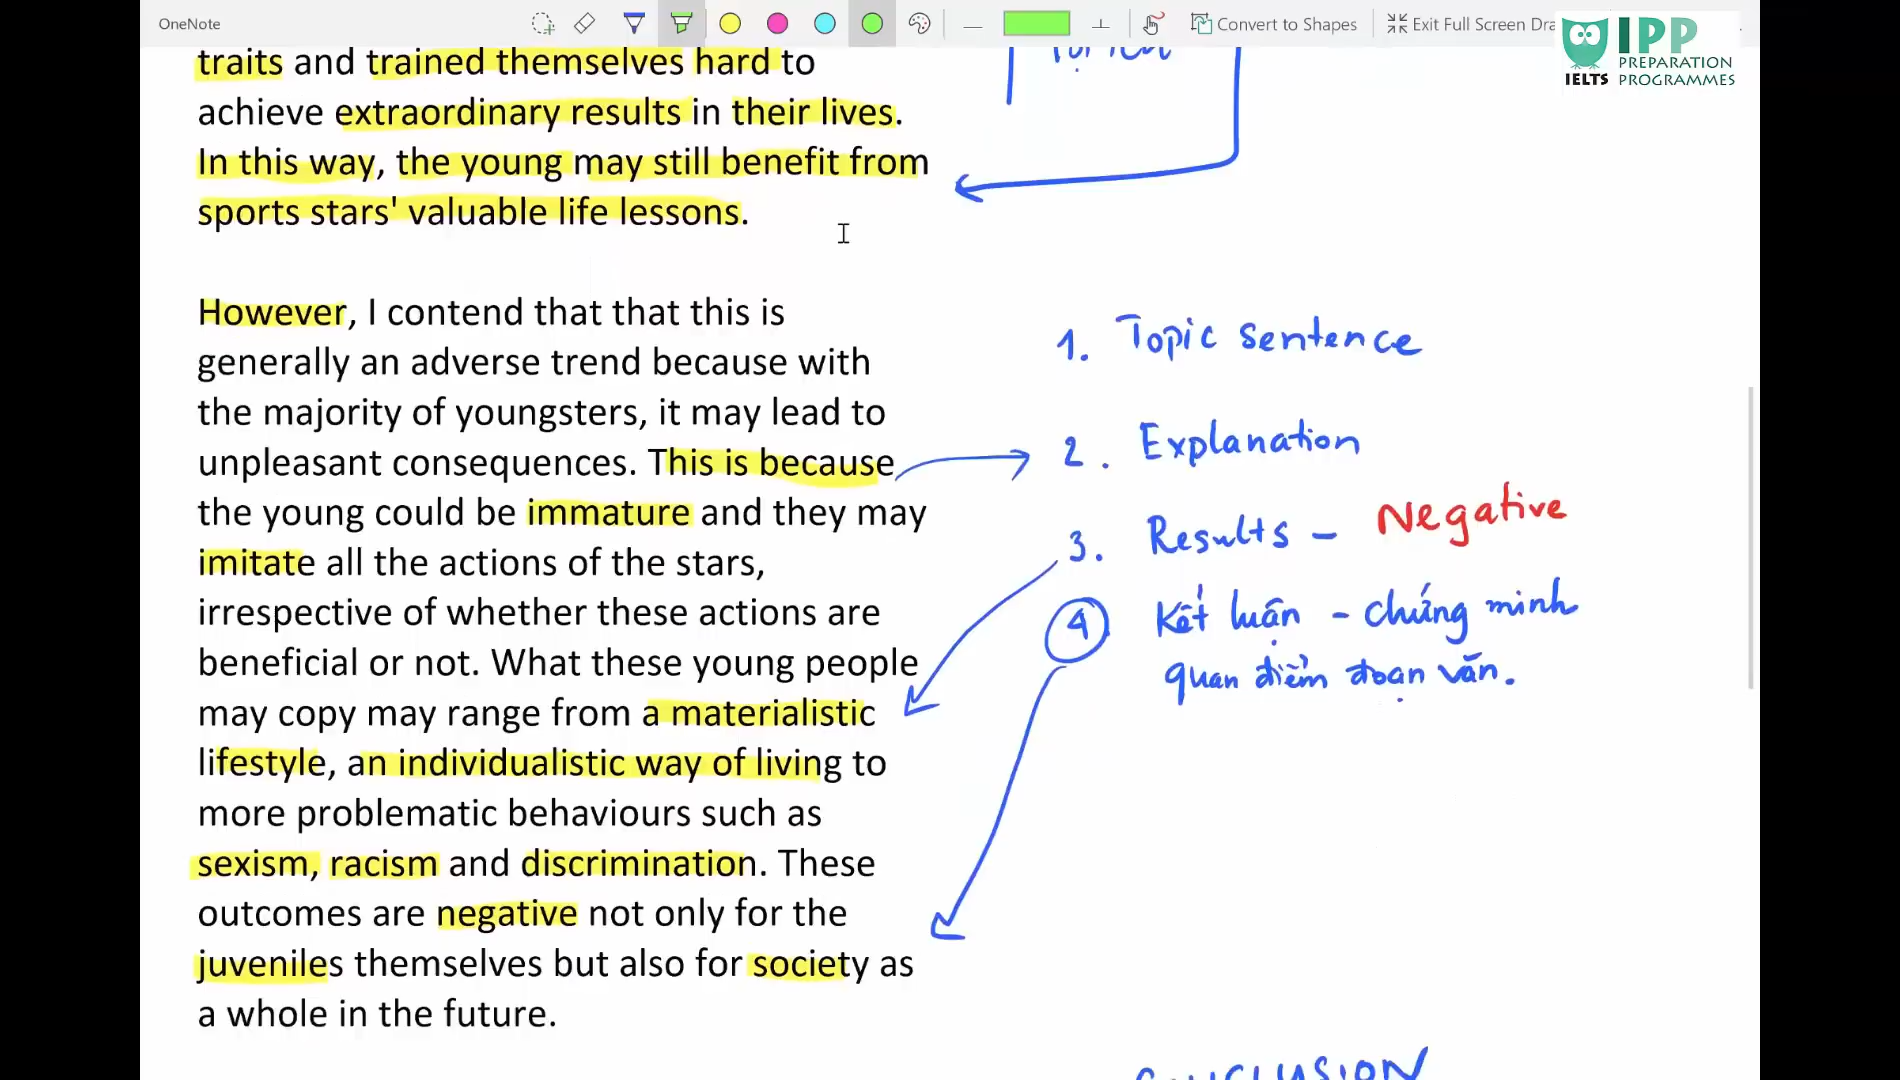 OneNote
Convert to Shapes
Exit Full Screen Dra
IPP
PREPARATION
IELTS PROGRAMMES
traits and trained themselves hard to
achieve extraordinary results in their lives.
In this way, the young may still benefit from
sports stars' valuable life lessons.
However, I contend that that this is
generally an adverse trend because with
the majority of youngsters, it may lead to
unpleasant consequences. This is because
the young could be immature and they may
imitate all the actions of the stars,
irrespective of whether these actions are
beneficial or not. What these young people
may copy may range from a materialistic
lifestyle, an individualistic way of living to
more problematic behaviours such as
sexism, racism and discrimination. These
outcomes are negative not only for the
juveniles themselves but also for society as
a whole in the future.
1. Topic sentence
2. Explanation
3. Results - Negative
4 Kết luận - chứng minh
quan điểm đoạn văn.
CONCLUSION